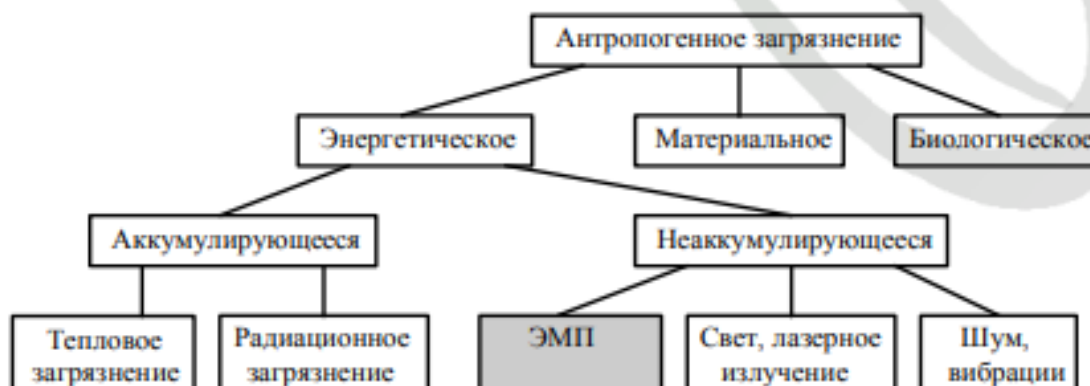 Антропогенное загрязнение
Энергетическое
Материальное
Биологическое
Аккумулирующееся
Неаккумулирующееся
Тепловое
загрязнение
Радиационное
загрязнение
ЭМП
Свет, лазерное
излучение
Шум,
вибрации